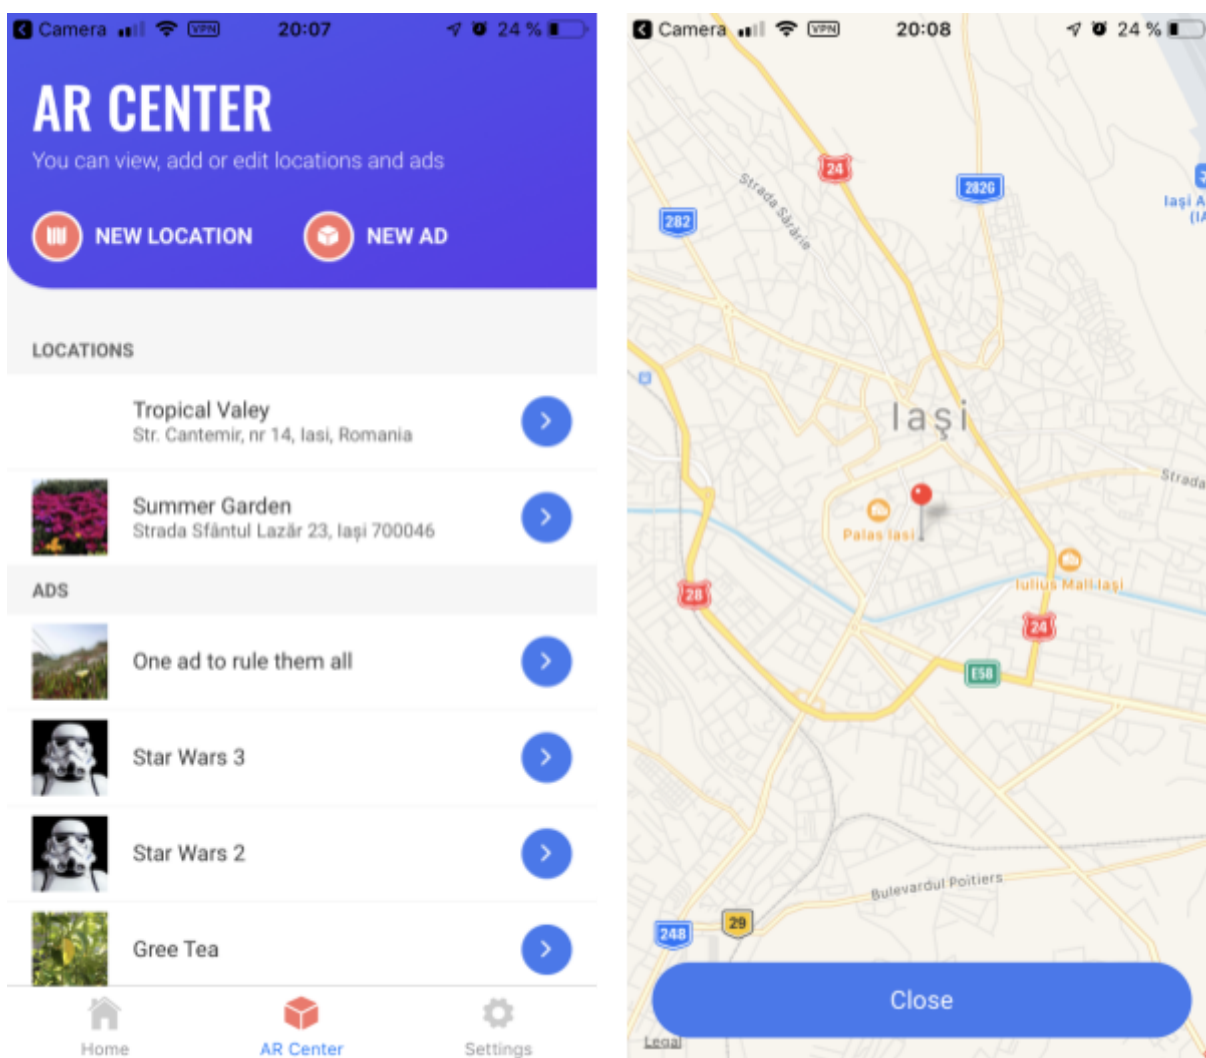 Camera VPN 20:07 24 %
AR CENTER
You can view, add or edit locations and ads
NEW LOCATION NEW AD
LOCATIONS
Tropical Valey
Str. Cantemir, nr 14, Iasi, Romania
Summer Garden
Strada Sfântul Lazăr 23, Iași 700046
ADS
One ad to rule them all
Star Wars 3
Star Wars 2
Gree Tea
Home AR Center Settings
Camera VPN 20:08 24 %
24
Strada Sărărie
282G
282
Iași A
(IA
Iași
Strada
Palas Iasi
Iulius Mall Iași
28
24
E58
Bulevardul Poitiers
29
248
Close
Legal